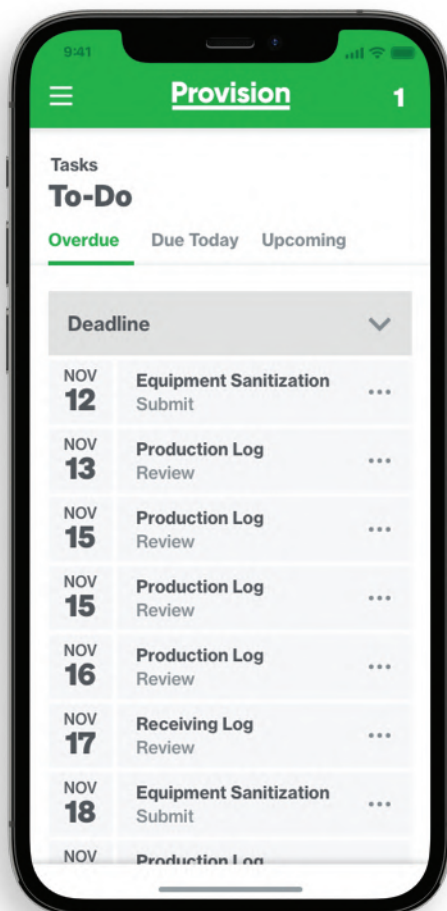 9:41
Provision
1
Tasks
To-Do
Overdue Due Today Upcoming
Deadline
NOV
12
Equipment Sanitization
Submit
NOV
13
Production Log
Review
NOV
15
Production Log
Review
NOV
15
Production Log
Review
NOV
16
Production Log
Review
NOV
17
Receiving Log
Review
NOV
18
Equipment Sanitization
Submit
NOV
Production Log